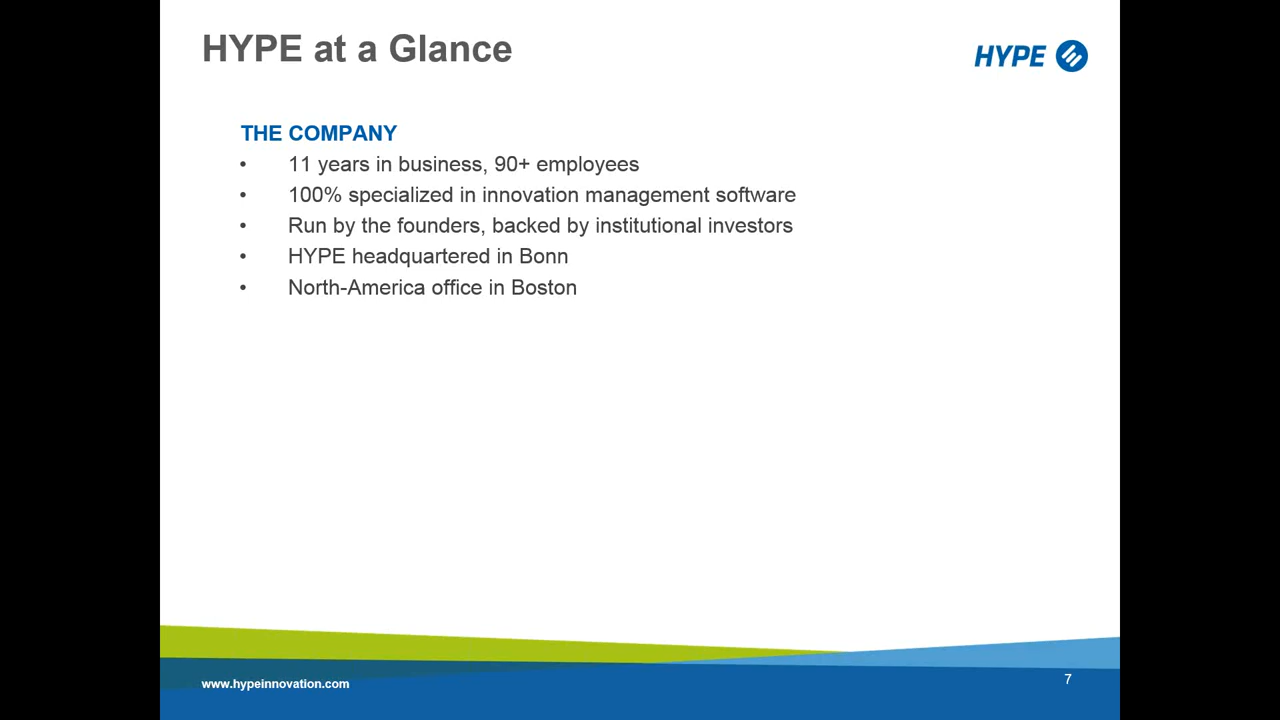 HYPE at a Glance
HYPE
THE COMPANY
• 11 years in business, 90+ employees
• 100% specialized in innovation management software
• Run by the founders, backed by institutional investors
• HYPE headquartered in Bonn
• North-America office in Boston
www.hypeinnovation.com
7